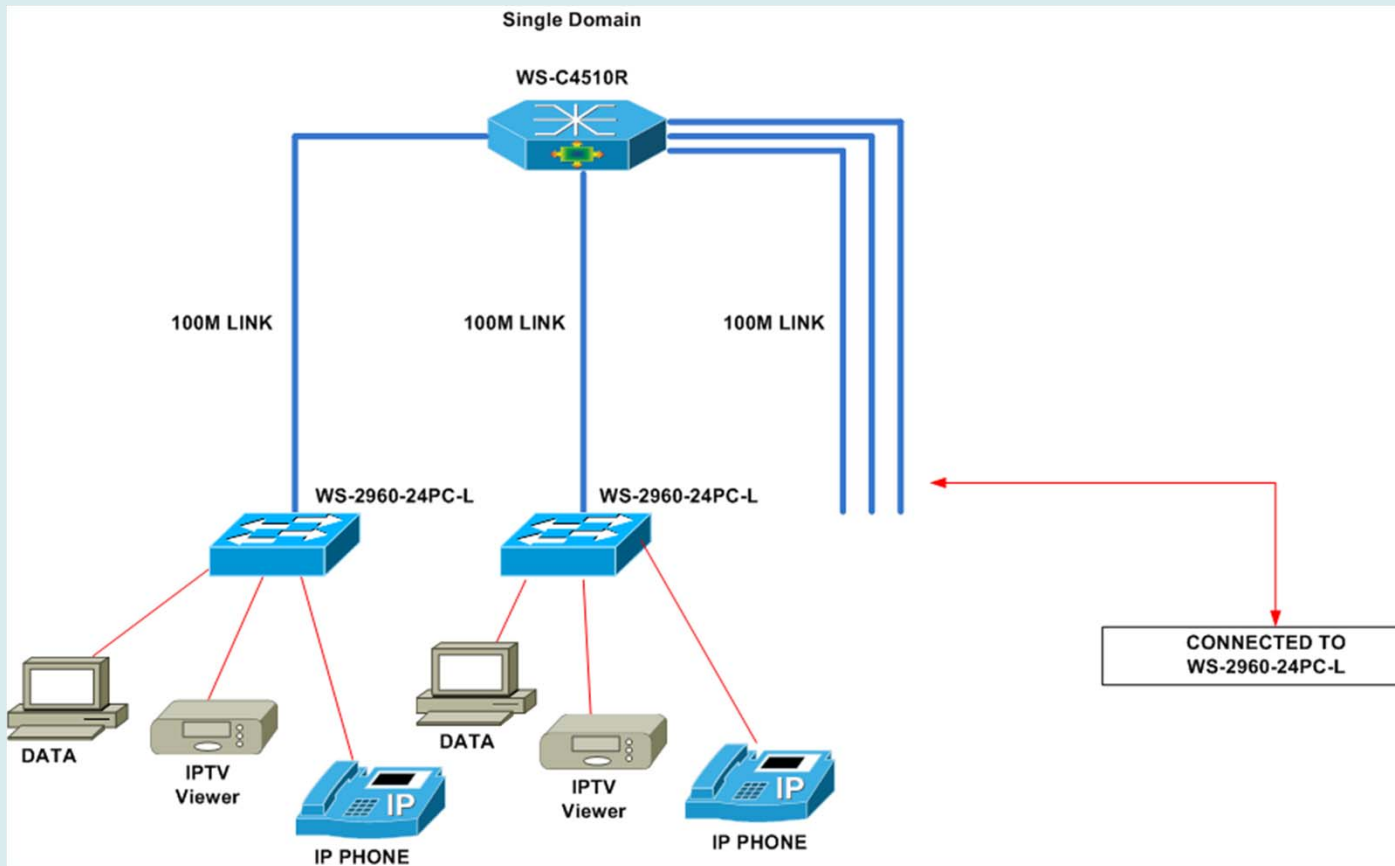 Single Domain
WS-C4510R
100M LINK
100M LINK
100M LINK
WS-2960-24PC-L
WS-2960-24PC-L
CONNECTED TO
WS-2960-24PC-L
DATA
IPTV
Viewer
IP
IP PHONE
DATA
IPTV
Viewer
IP
IP PHONE